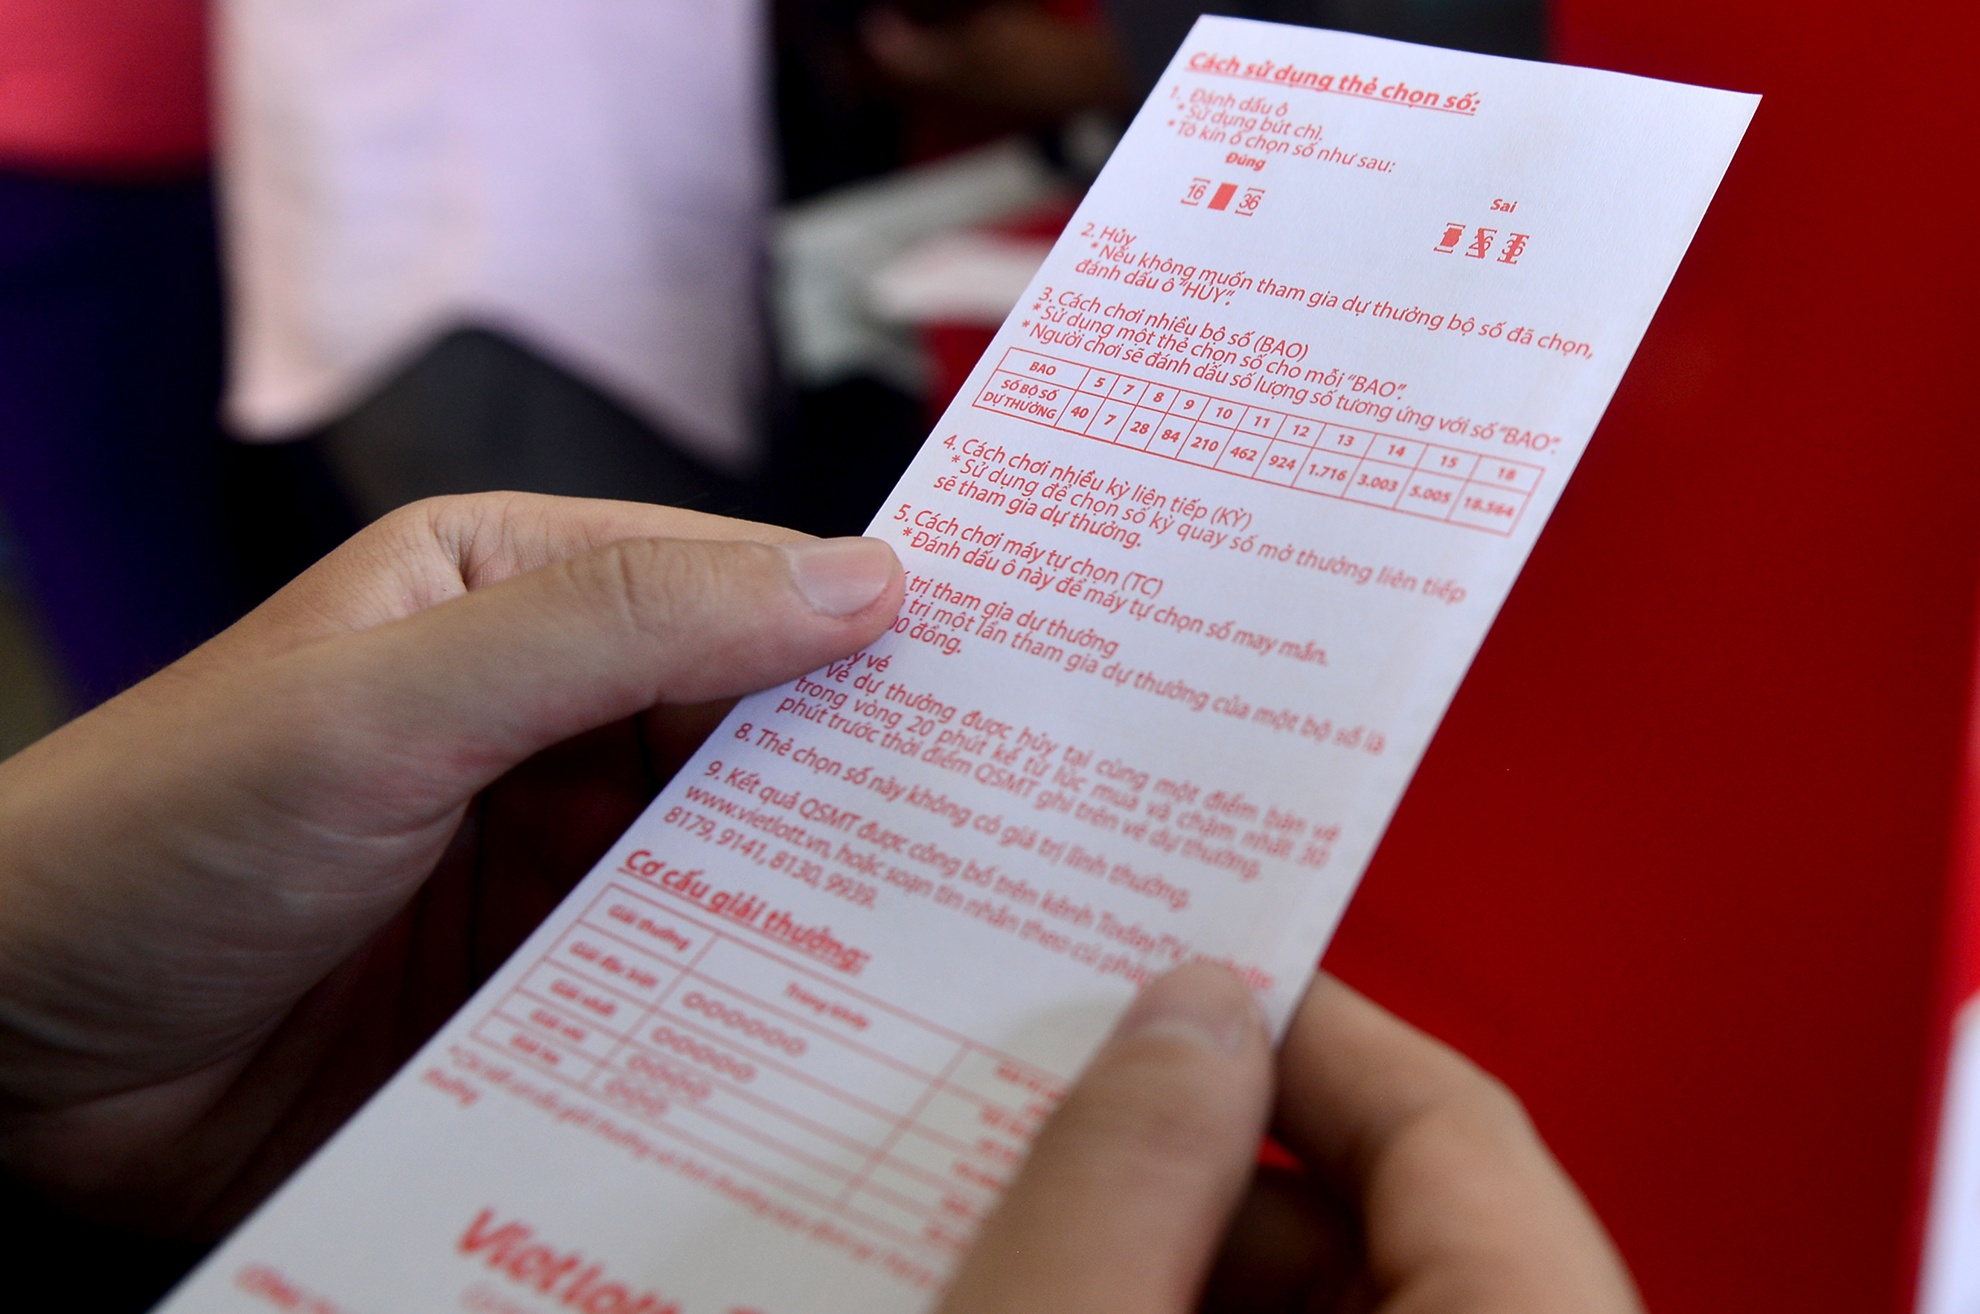 Cách sử dụng thẻ chọn số:
1. Đánh dấu ô
* Sử dụng bút chì.
* Tô kín ô chọn số như sau:
Đúng
Sai
16 36
2. Hủy
* Nếu không muốn tham gia dự thưởng bộ số đã chọn,
đánh dấu ô "HỦY".
3. Cách chơi nhiều bộ số (BAO)
* Sử dụng một thẻ chọn số cho mỗi "BAO".
* Người chơi sẽ đánh dấu số lượng số tương ứng với số "BAO".
BAO 5 7 8 9 10 11 12 13 14 15 18
SỐ BỘ SỐ
DỰ THƯỞNG 40 7 28 84 210 462 924 1.716 3.003 5.005 18.564
4. Cách chơi nhiều kỳ liên tiếp (KỲ)
* Sử dụng để chọn số kỳ quay số mở thưởng liên tiếp
sẽ tham gia dự thưởng.
5. Cách chơi máy tự chọn (TC)
* Đánh dấu ô này để máy tự chọn số may mắn.
trị tham gia dự thưởng
trị một lần tham gia dự thưởng của một bộ số là
00 đồng.
vé
Vé dự thưởng được hủy tại cùng một điểm bán vé
trong vòng 20 phút kể từ lúc mua và chậm nhất 30
phút trước thời điểm QSMT ghi trên vé dự thưởng.
8. Thẻ chọn số này không có giá trị lĩnh thưởng.
9. Kết quả QSMT được công bố trên kênh TodayTV, website
www.vietlott.vn, hoặc soạn tin nhắn theo cú pháp
8179, 9141, 8130, 9939.
Cơ cấu giải thưởng:
Giải thưởng Trùng khớp
Giải đặc biệt OOOOOO
Giải nhất OOOOO
Giải nhì OOOO
Giải ba OOO
thưởng
Vietlott